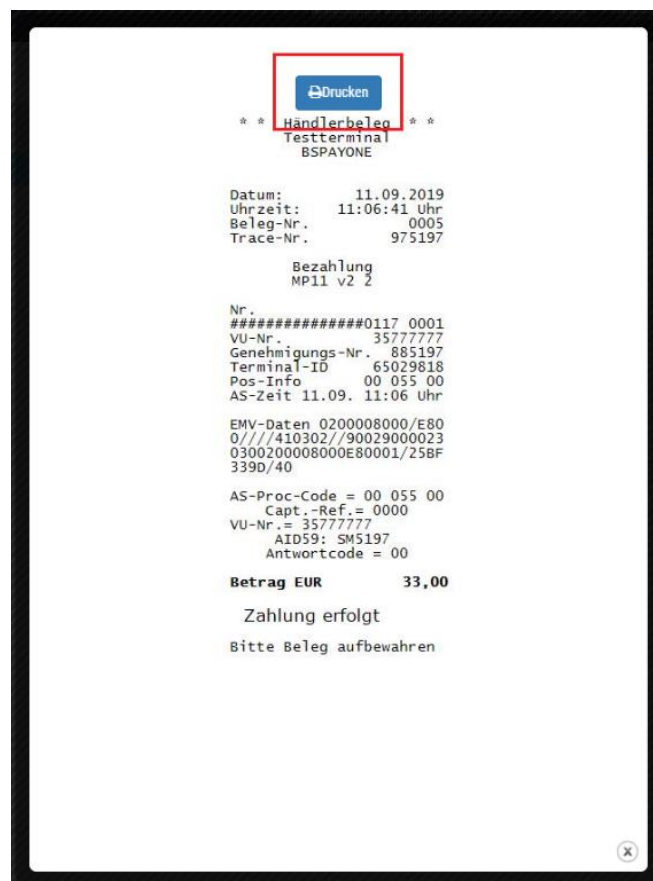 Drucken
* * Händlerbeleg * *
Testterminal
BSPAYONE
Datum: 11.09.2019
Uhrzeit: 11:06:41 Uhr
Beleg-Nr. 0005
Trace-Nr. 975197
Bezahlung
MP11 v2 2
Nr.
###############0117 0001
VU-Nr. 35777777
Genehmigungs-Nr. 885197
Terminal-ID 65029818
Pos-Info 00 055 00
AS-Zeit 11.09. 11:06 Uhr
EMV-Daten 0200008000/E80
0////410302//90029000023
0300200008000E80001/25BF
339D/40
AS-Proc-Code = 00 055 00
Capt.-Ref.= 0000
VU-Nr.= 35777777
AID59: SM5197
Antwortcode = 00
Betrag EUR 33,00
Zahlung erfolgt
Bitte Beleg aufbewahren
x